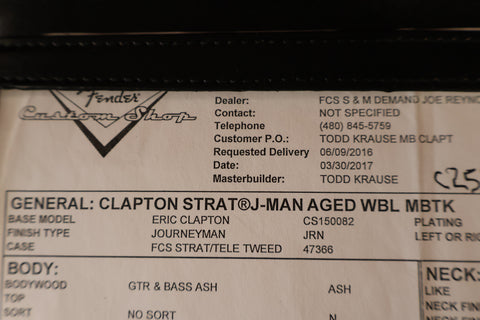 Fender
Custom Shop
Dealer: FCS S & M DEMAND JOE REYNO
Contact: NOT SPECIFIED
Telephone (480) 845-5759
Customer P.O.: TODD KRAUSE MB CLAPT
Requested Delivery 06/09/2016
Date: 03/30/2017
Masterbuilder: TODD KRAUSE
C25
GENERAL: CLAPTON STRAT®J-MAN AGED WBL MBTK
BASE MODEL ERIC CLAPTON CS150082 PLATING
FINISH TYPE JOURNEYMAN JRN LEFT OR RIG
CASE FCS STRAT/TELE TWEED 47366
BODY: NECK:
BODYWOOD GTR & BASS ASH ASH LIKE
TOP NECK FINI
SORT NO SORT N NECK FIN